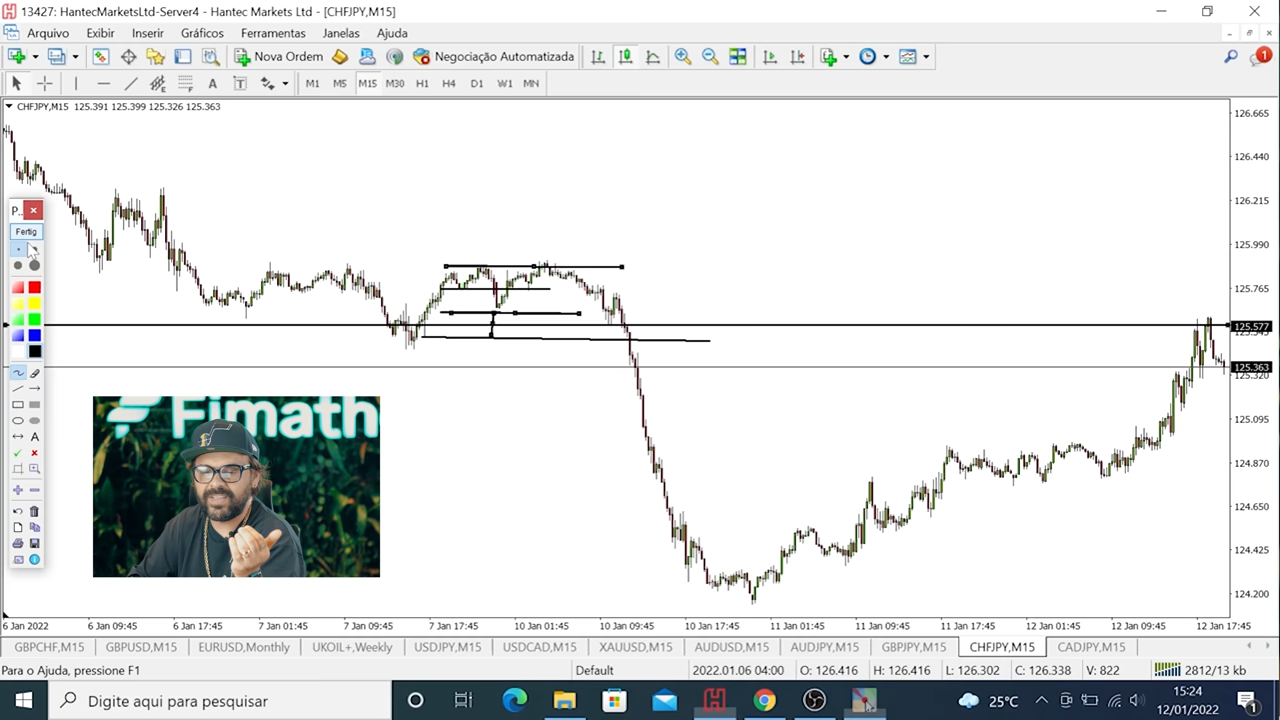 13427: HantecMarketsLtd-Server4 - Hantec Markets Ltd - [CHFJPY,M15]
Arquivo Exibir Inserir Gráficos Ferramentas Janelas Ajuda
Nova Ordem Negociação Automatizada 1
A T M1 M5 M15 M30 H1 H4 D1 W1 MN
CHFJPY,M15 125.391 125.399 125.326 125.363
126.665
126.440
126.215
125.990
125.765
125.577
125.363
125.320
125.095
124.870
124.650
124.425
124.200
P...
Fertig
A
Fimath
6 Jan 2022 6 Jan 09:45 6 Jan 17:45 7 Jan 01:45 7 Jan 09:45 7 Jan 17:45 10 Jan 01:45 10 Jan 09:45 10 Jan 17:45 11 Jan 01:45 11 Jan 09:45 11 Jan 17:45 12 Jan 01:45 12 Jan 09:45 12 Jan 17:45
GBPCHF,M15 GBPUSD,M15 EURUSD,Monthly UKOIL+,Weekly USDJPY,M15 USDCAD,M15 XAUUSD,M15 AUDUSD,M15 AUDJPY,M15 GBPJPY,M15 CHFJPY,M15 CADJPY,M15
Para o Ajuda, pressione F1 Default 2022.01.06 04:00 O: 126.416 H: 126.416 L: 126.302 C: 126.338 V: 822 2812/13 kb
Digite aqui para pesquisar 25°C 15:24
12/01/2022 1